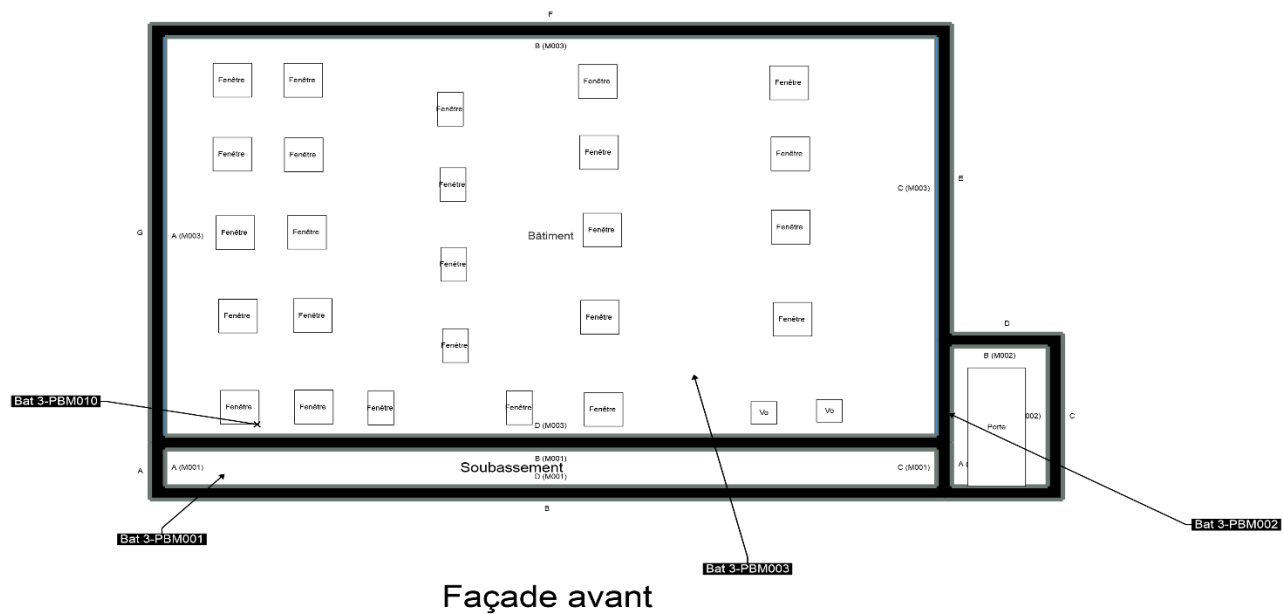 F
B (M003)
Fenêtre Fenêtre Fenêtre Fenêtre
Fenêtre
Fenêtre Fenêtre Fenêtre Fenêtre
Fenêtre
C (M003)
E
G
A (M003)
Fenêtre Fenêtre Bâtiment Fenêtre Fenêtre
Fenêtre
Fenêtre Fenêtre Fenêtre Fenêtre
D
Fenêtre
B (M002)
Bat 3-PBM010
Fenêtre Fenêtre Fenêtre Fenêtre Fenêtre Vo Vo
002)
C
D (M003)
Porte
B (M001)
A
A (M001)
Soubassement
C (M001)
A (
D (M001)
B
Bat 3-PBM002
Bat 3-PBM001
Bat 3-PBM003
Façade avant